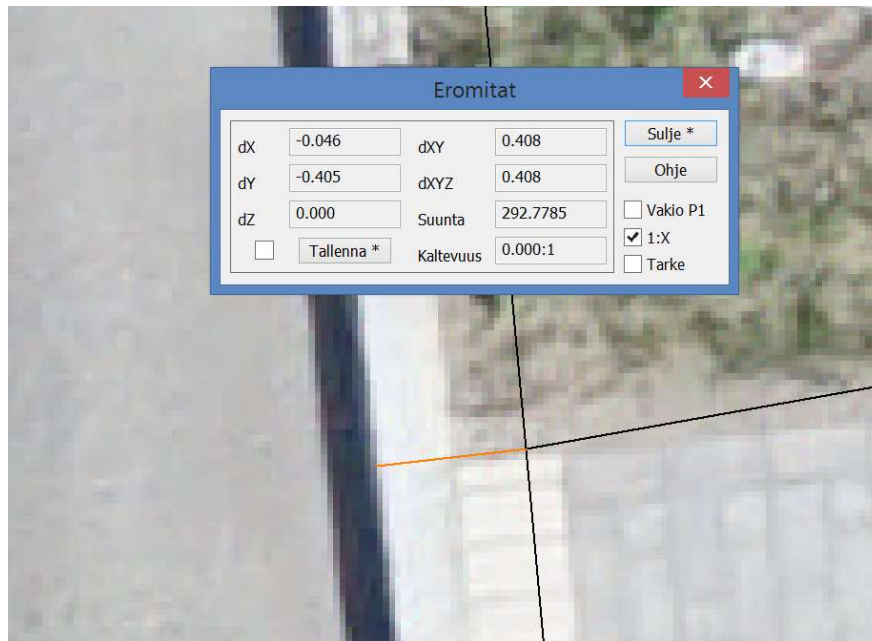 Eromitat
dX -0.046 dXY 0.408 Sulje *
dY -0.405 dXYZ 0.408 Ohje
dZ 0.000 Suunta 292.7785 Vakio P1
Tallenna * Kaltevuus 0.000:1 1:X
Tarke